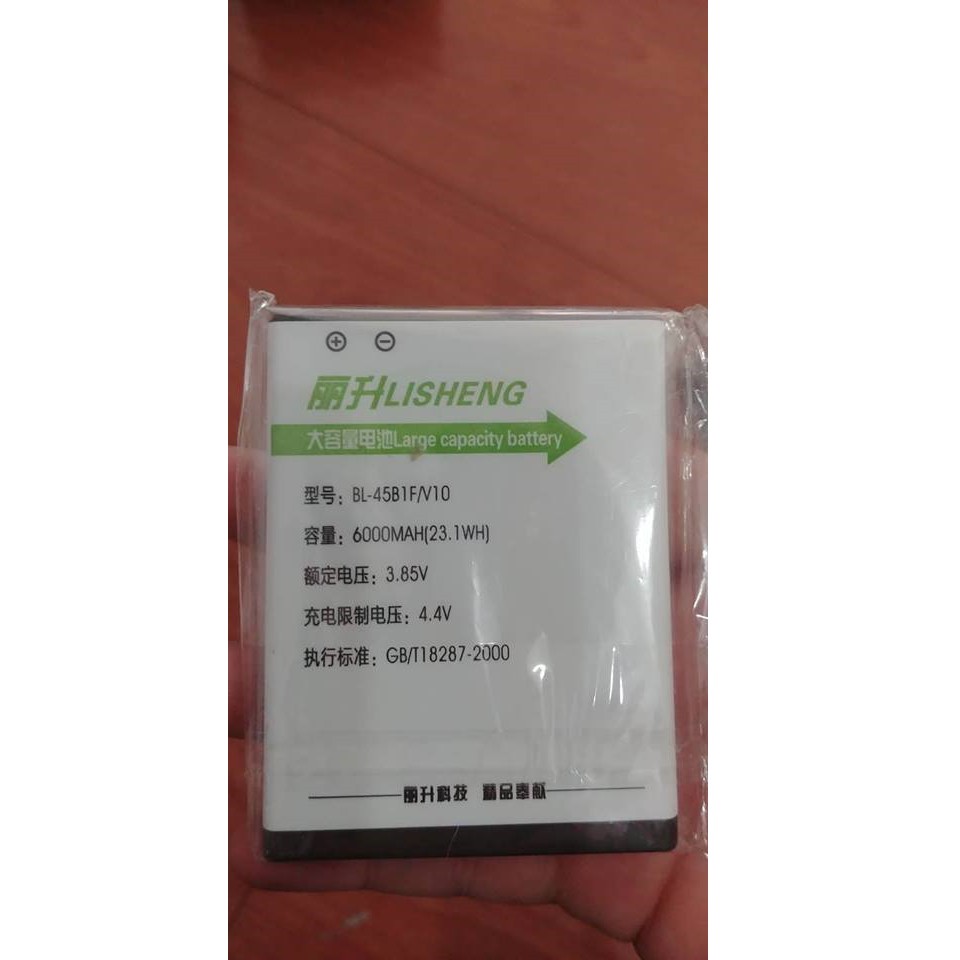 ⊕ ⊖
丽升LISHENG
大容量电池Large capacity battery
型号：BL-45B1F/V10
容量：6000MAH(23.1WH)
额定电压：3.85V
充电限制电压：4.4V
执行标准：GB/T18287-2000
丽升科技 精品奉献